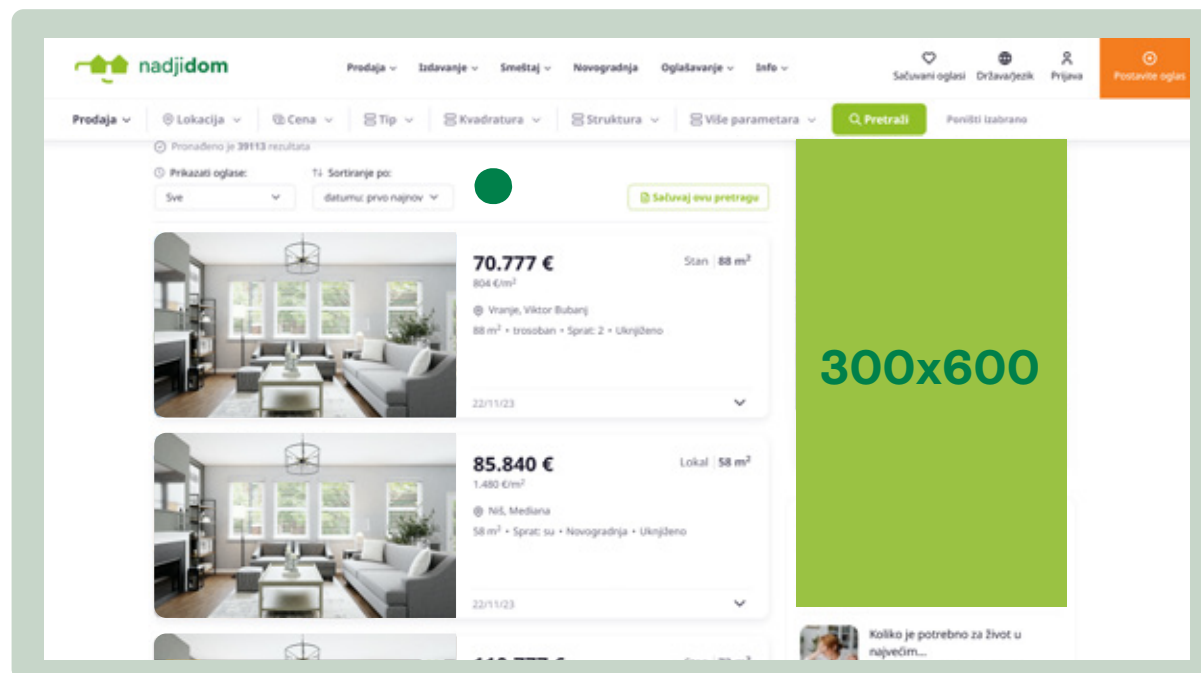 nadjidom
Prodaja Izdavanje Smeštaj Novogradnja Oglašavanje Info
Sačuvani oglasi Država/jezik Prijava Postavite oglas
Prodaja Lokacija Cena Tip Kvadratura Struktura Više parametara Pretraži Poništi izabrano
Pronađeno je 39113 rezultata
Prikazati oglase: Sortiranje po:
Sve datumu: prvo najnov Sačuvaj ovu pretragu
70.777 € Stan 88 m²
804 €/m²
Vranje, Viktor Bubanj
88 m² • trosoban • Sprat: 2 • Uknjiženo
22/11/23
300x600
85.840 € Lokal 58 m²
1.480 €/m²
Niš, Mediana
58 m² • Sprat: su • Novogradnja • Uknjiženo
22/11/23
Koliko je potrebno za život u
najvećim...